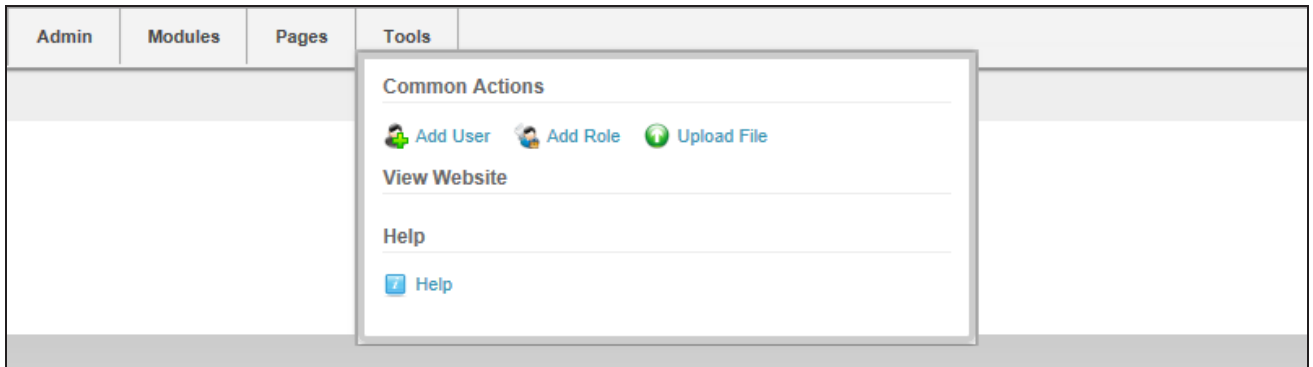 Admin Modules Pages Tools
Common Actions
Add User Add Role Upload File
View Website
Help
Help